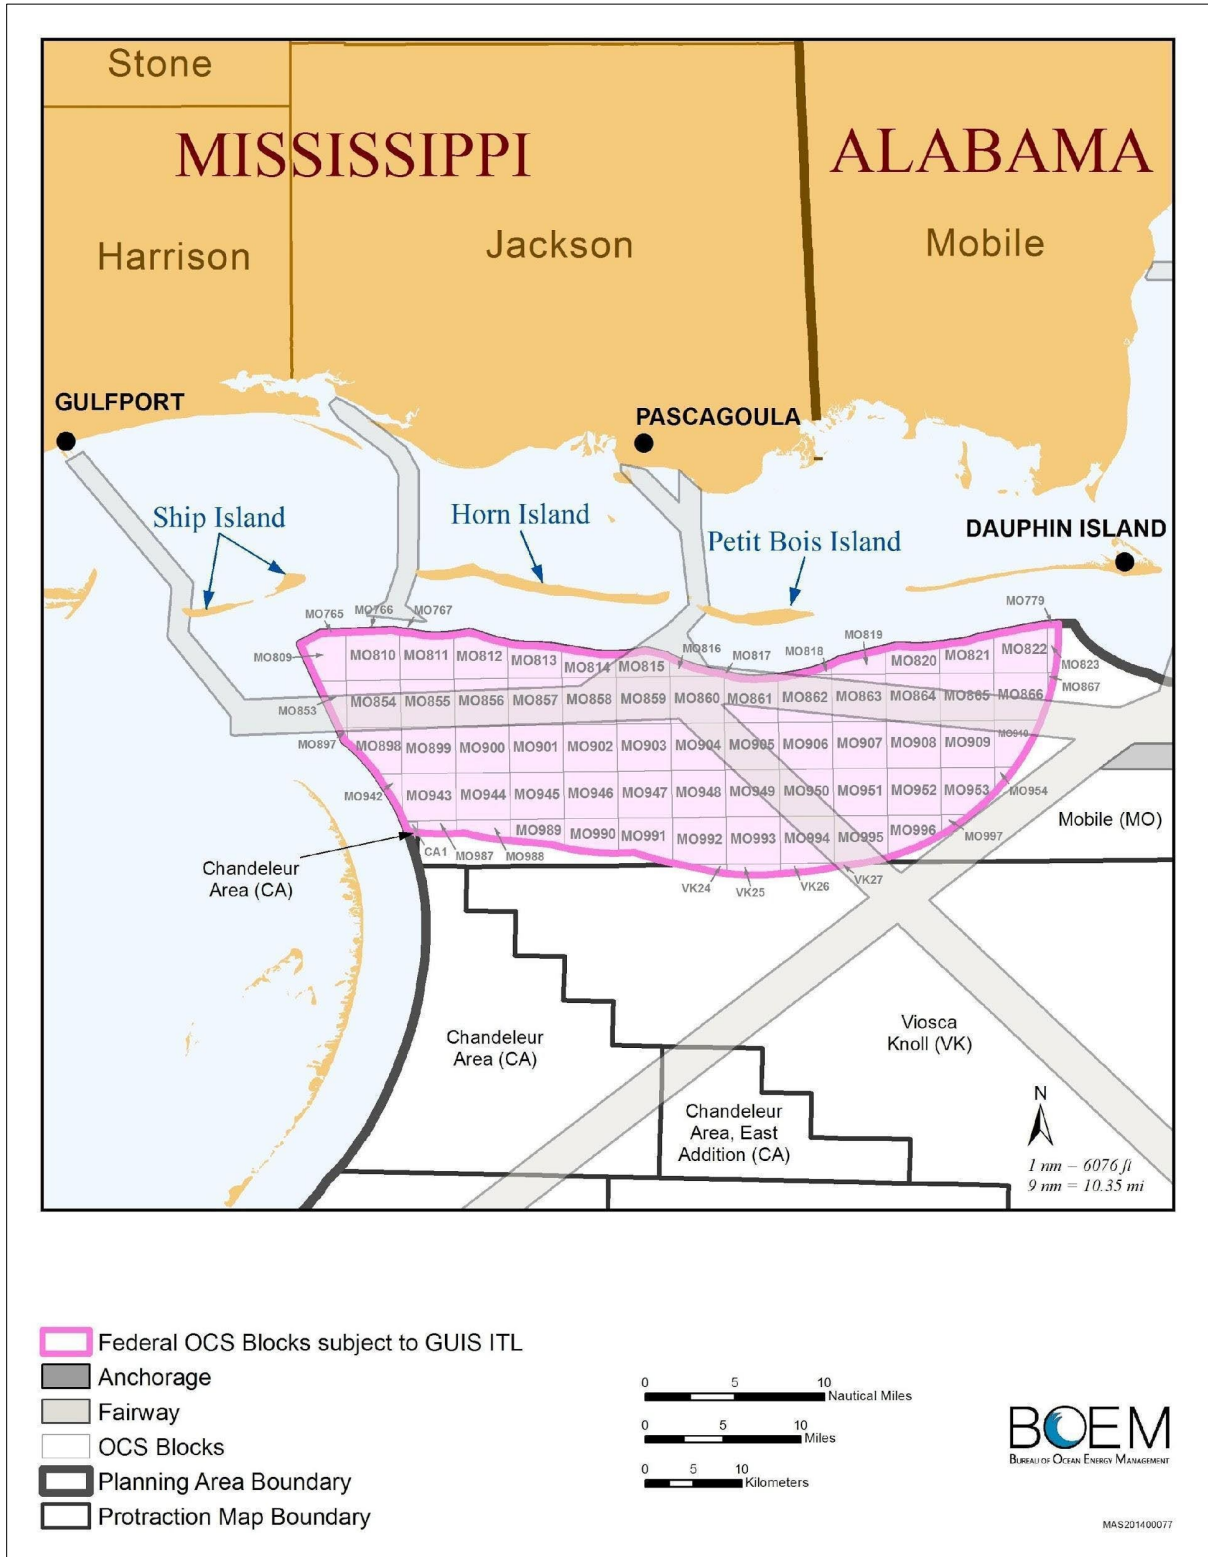 Stone
MISSISSIPPI
ALABAMA
Harrison
Jackson
Mobile
GULFPORT
PASCAGOULA
Ship Island
Horn Island
Petit Bois Island
DAUPHIN ISLAND
MO765
MO766
MO767
MO779
MO809
MO810
MO811
MO812
MO813
MO814
MO815
MO816
MO817
MO818
MO819
MO820
MO821
MO822
MO823
MO853
MO854
MO855
MO856
MO857
MO858
MO859
MO860
MO861
MO862
MO863
MO864
MO865
MO866
MO867
MO897
MO898
MO899
MO900
MO901
MO902
MO903
MO904
MO905
MO906
MO907
MO908
MO909
MO910
MO942
MO943
MO944
MO945
MO946
MO947
MO948
MO949
MO950
MO951
MO952
MO953
MO954
CA1
MO987
MO988
MO989
MO990
MO991
MO992
MO993
MO994
MO995
MO996
MO997
Mobile (MO)
Chandeleur
Area (CA)
VK24
VK25
VK26
VK27
Chandeleur
Area (CA)
Viosca
Knoll (VK)
Chandeleur
Area, East
Addition (CA)
N
1 nm = 6076 ft
9 nm = 10.35 mi
Federal OCS Blocks subject to GUIS ITL
Anchorage
Fairway
OCS Blocks
Planning Area Boundary
Protraction Map Boundary
0 5 10
Nautical Miles
0 5 10
Miles
0 5 10
Kilometers
BOEM
BUREAU OF OCEAN ENERGY MANAGEMENT
MAS201400077